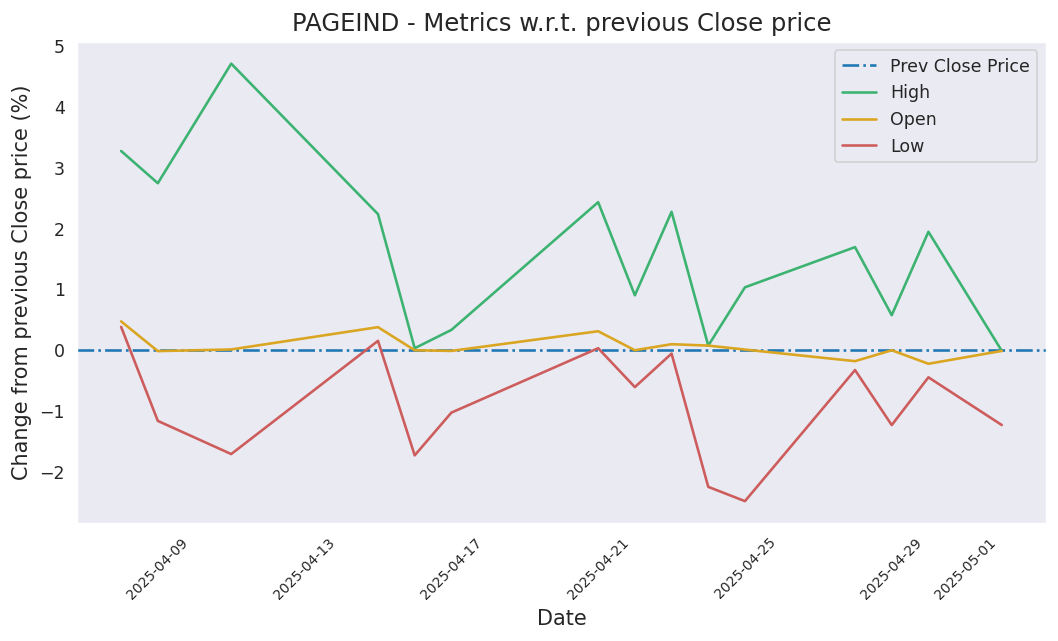 PAGEIND - Metrics w.r.t. previous Close price
Prev Close Price
High
Open
Low
Change from previous Close price (%)
5
4
3
2
1
0
−1
−2
2025-04-09
2025-04-13
2025-04-17
2025-04-21
2025-04-25
2025-04-29
2025-05-01
Date